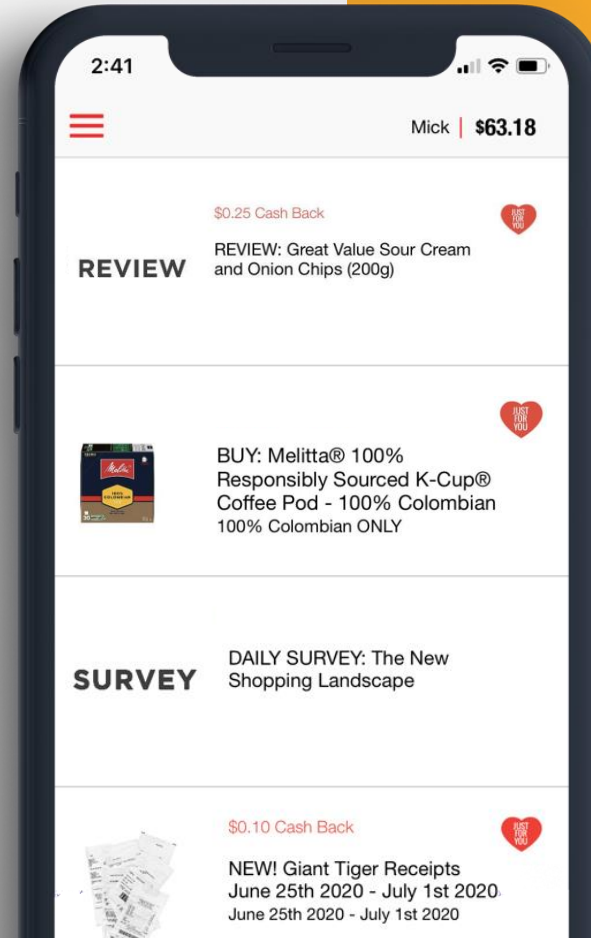 2:41
Mick | $63.18
$0.25 Cash Back
JUST
FOR
YOU
REVIEW
REVIEW: Great Value Sour Cream
and Onion Chips (200g)
JUST
FOR
YOU
Melitta
100%
COLOMBIAN
BUY: Melitta® 100%
Responsibly Sourced K-Cup®
Coffee Pod - 100% Colombian
100% Colombian ONLY
SURVEY
DAILY SURVEY: The New
Shopping Landscape
$0.10 Cash Back
JUST
FOR
YOU
NEW! Giant Tiger Receipts
June 25th 2020 - July 1st 2020
June 25th 2020 - July 1st 2020